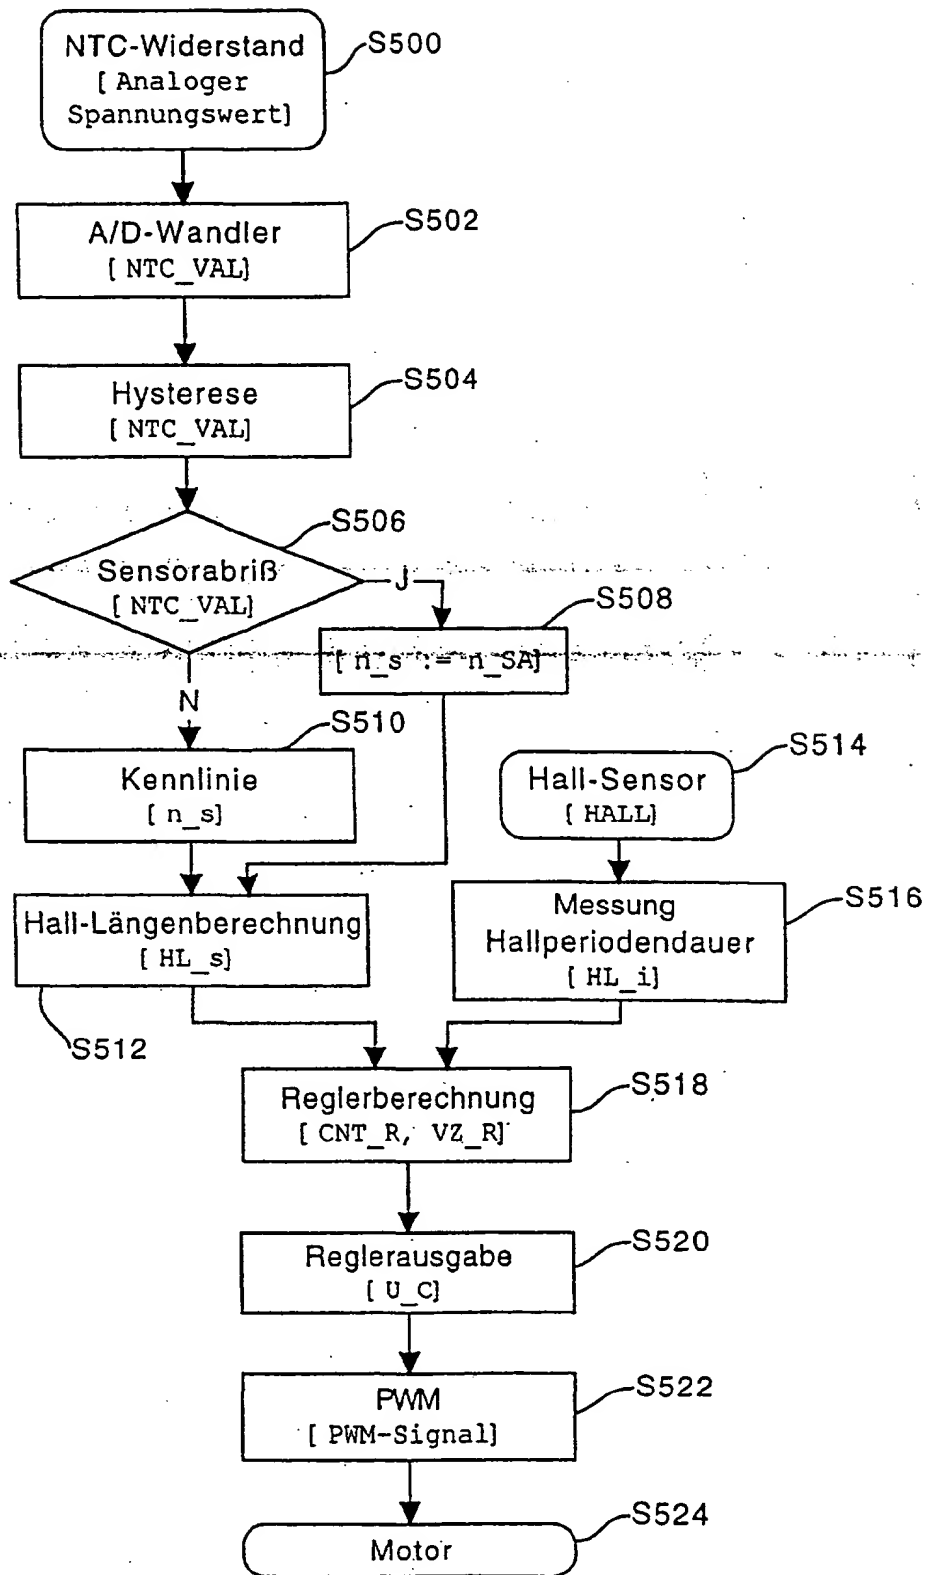 NTC-Widerstand
[ Analoger
Spannungswert]
S500
A/D-Wandler
[ NTC_VAL]
S502
Hysterese
[ NTC_VAL]
S504
Sensorabriß
[ NTC_VAL]
S506
J
N
S508
[ n_s := n_SA]
S510
Kennlinie
[ n_s]
S514
Hall-Sensor
[ HALL]
Hall-Längenberechnung
[ HL_s]
S512
Messung
Hallperiodendauer
[ HL_i]
S516
Reglerberechnung
[ CNT_R, VZ_R]
S518
Reglerausgabe
[ U_C]
S520
PWM
[ PWM-Signal]
S522
Motor
S524